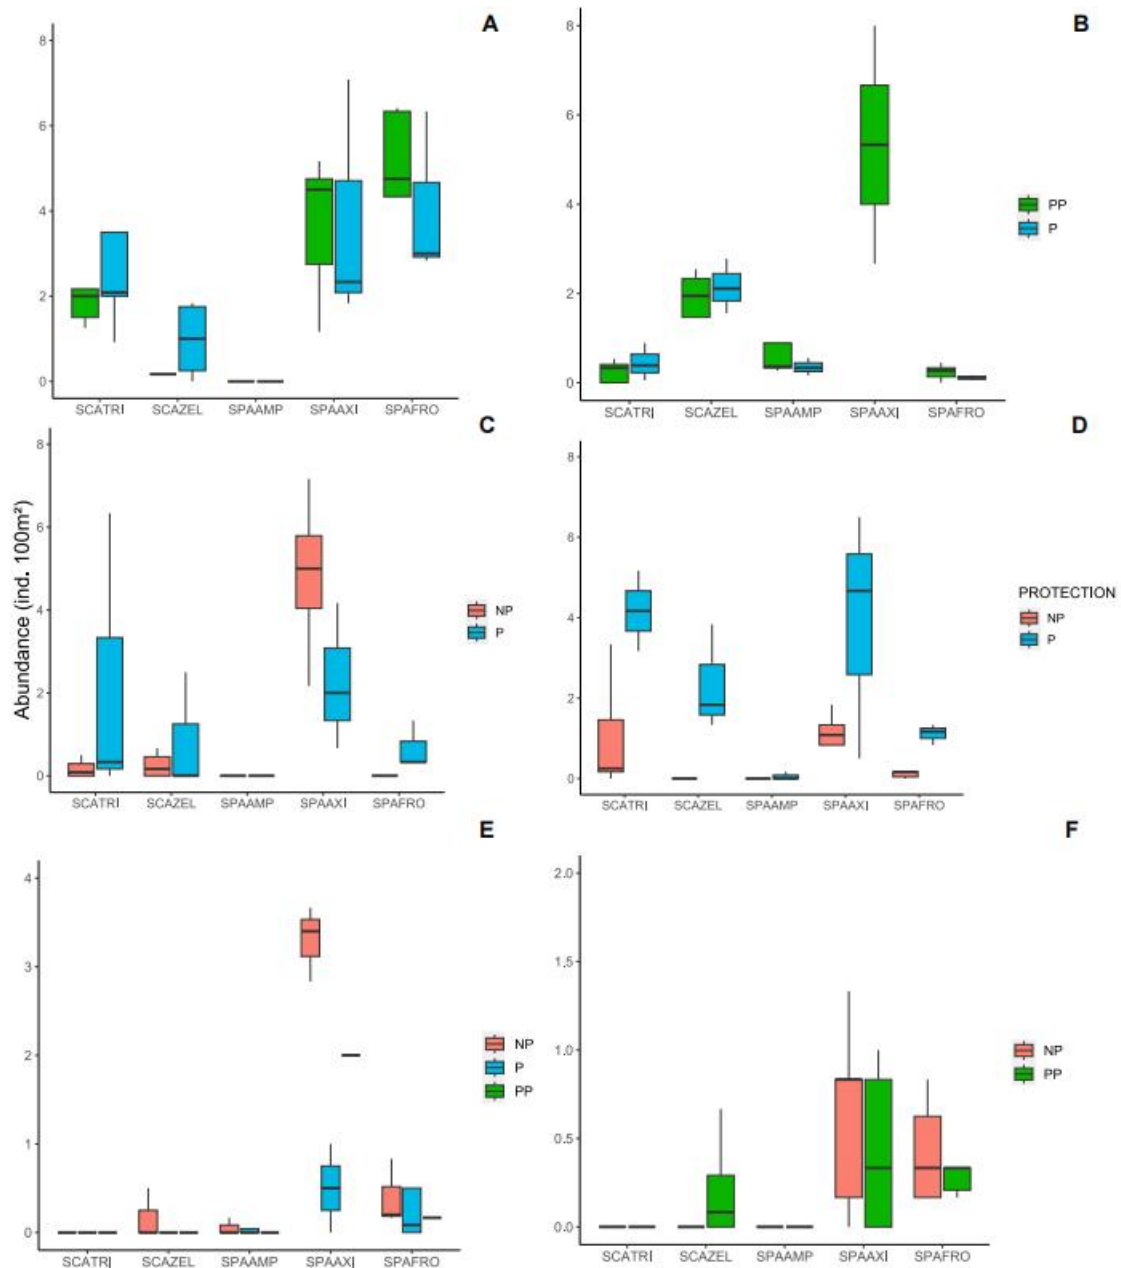 A
8
6
4
2
0
SCATRI SCAZEL SPAAMP SPAAXI SPAFRO
B
8
6
4
2
0
PP
P
SCATRI SCAZEL SPAAMP SPAAXI SPAFRO
Abundance (ind. 100m²)
C
8
6
4
2
0
NP
P
SCATRI SCAZEL SPAAMP SPAAXI SPAFRO
D
8
6
4
2
0
PROTECTION
NP
P
SCATRI SCAZEL SPAAMP SPAAXI SPAFRO
E
4
3
2
1
0
NP
P
PP
SCATRI SCAZEL SPAAMP SPAAXI SPAFRO
F
2.0
1.5
1.0
0.5
0.0
NP
PP
SCATRI SCAZEL SPAAMP SPAAXI SPAFRO